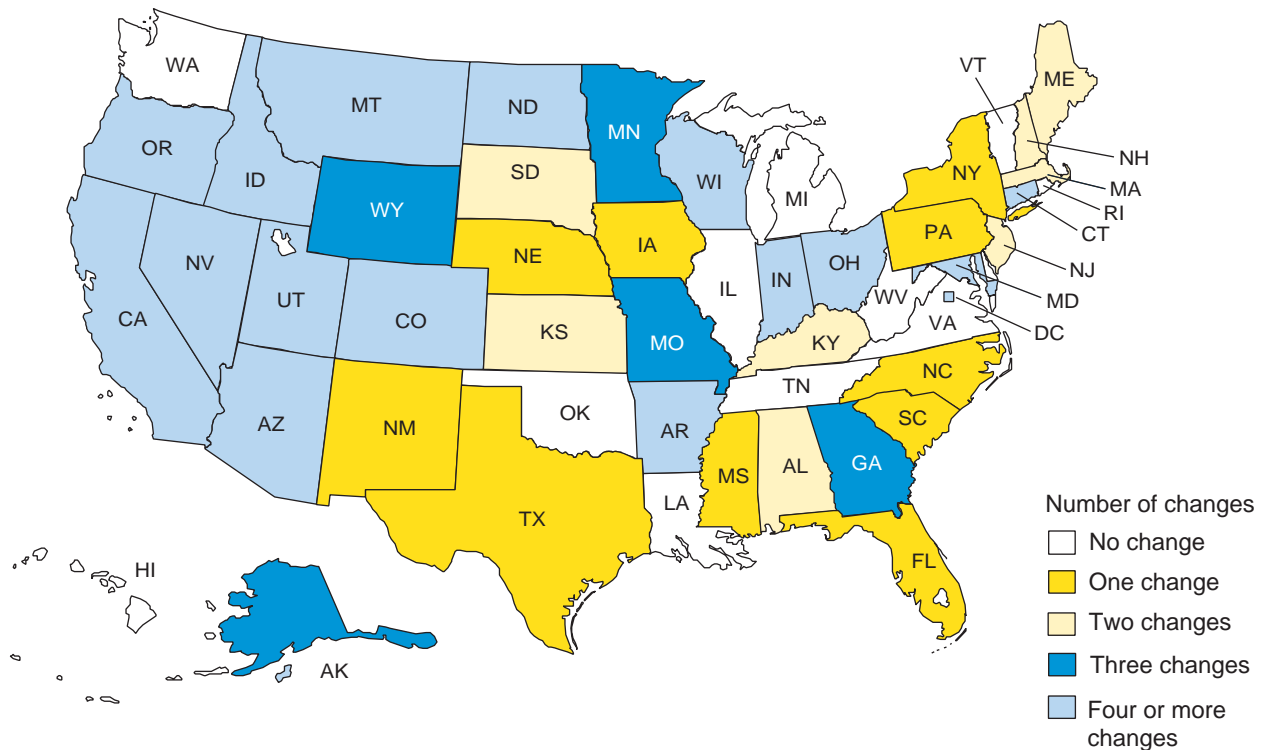 WA
MT
ND
MN
VT
ME
OR
ID
SD
WI
MI
NY
NH
MA
RI
CT
WY
IA
PA
NJ
NE
NV
UT
CO
IL
IN
OH
WV
MD
DC
VA
CA
KS
MO
KY
AZ
NM
OK
AR
TN
NC
SC
MS
AL
GA
TX
LA
FL
HI
AK
Number of changes
No change
One change
Two changes
Three changes
Four or more
changes